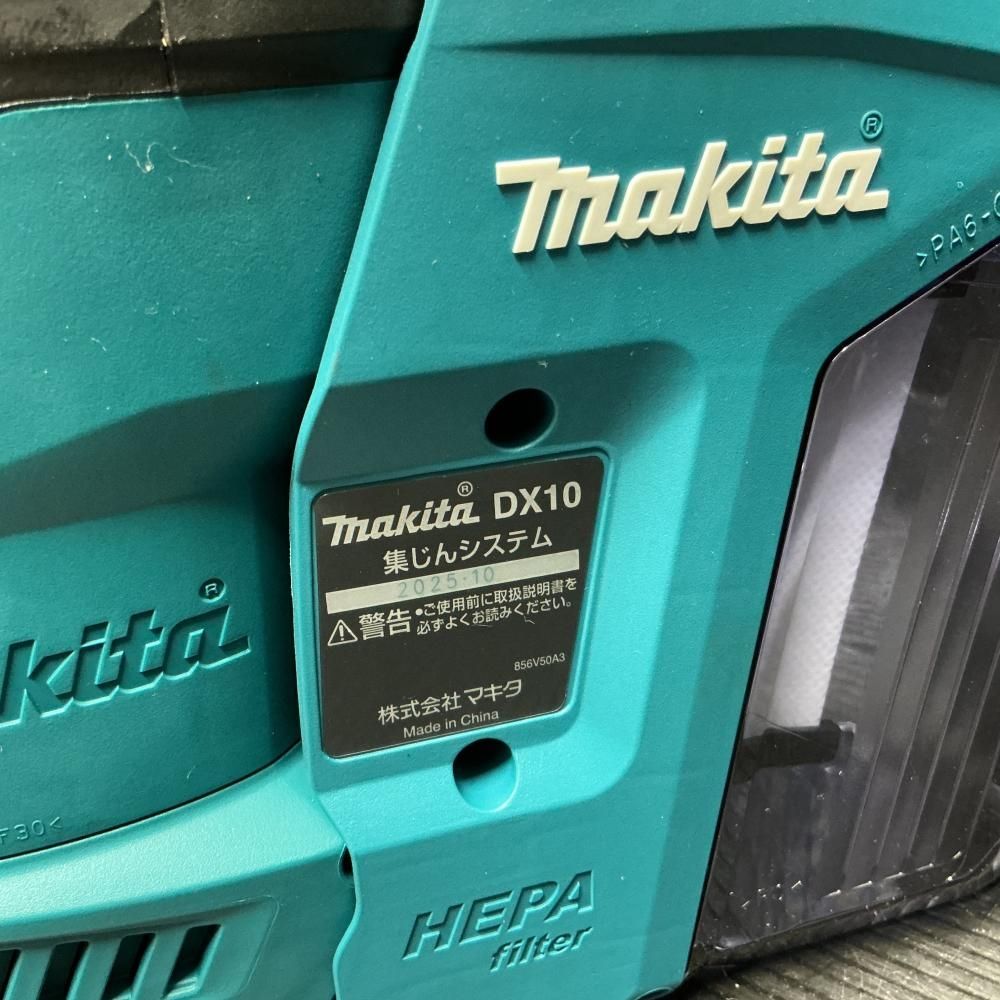 makita®
>PA6-G
makita® DX10
集じんシステム
2025.10
⚠警告 •ご使用前に取扱説明書を
必ずよくお読みください。
856V50A3
株式会社 マキタ
Made in China
kita®
F30<
HEPA
filter